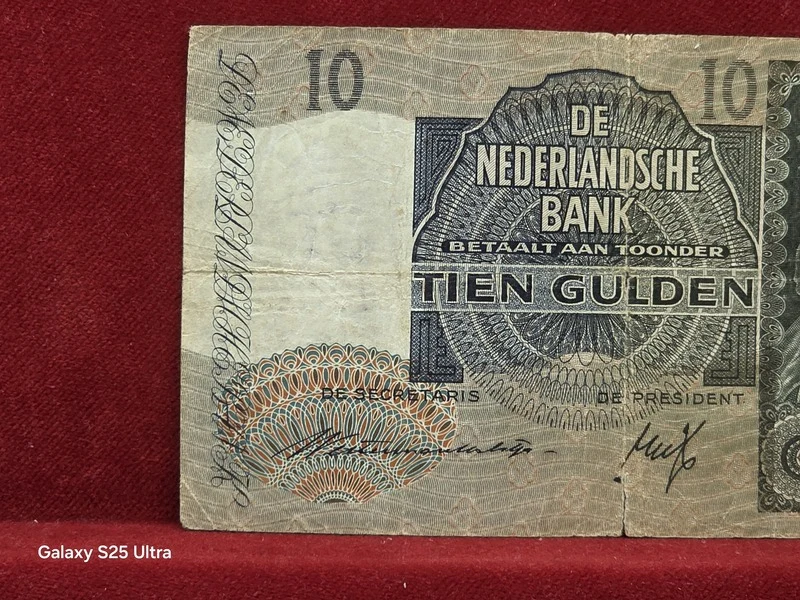 10
10
DE
NEDERLANDSCHE
BANK
BETAALT AAN TOONDER
TIEN GULDEN
DE SECRETARIS
DE PRESIDENT
Galaxy S25 Ultra